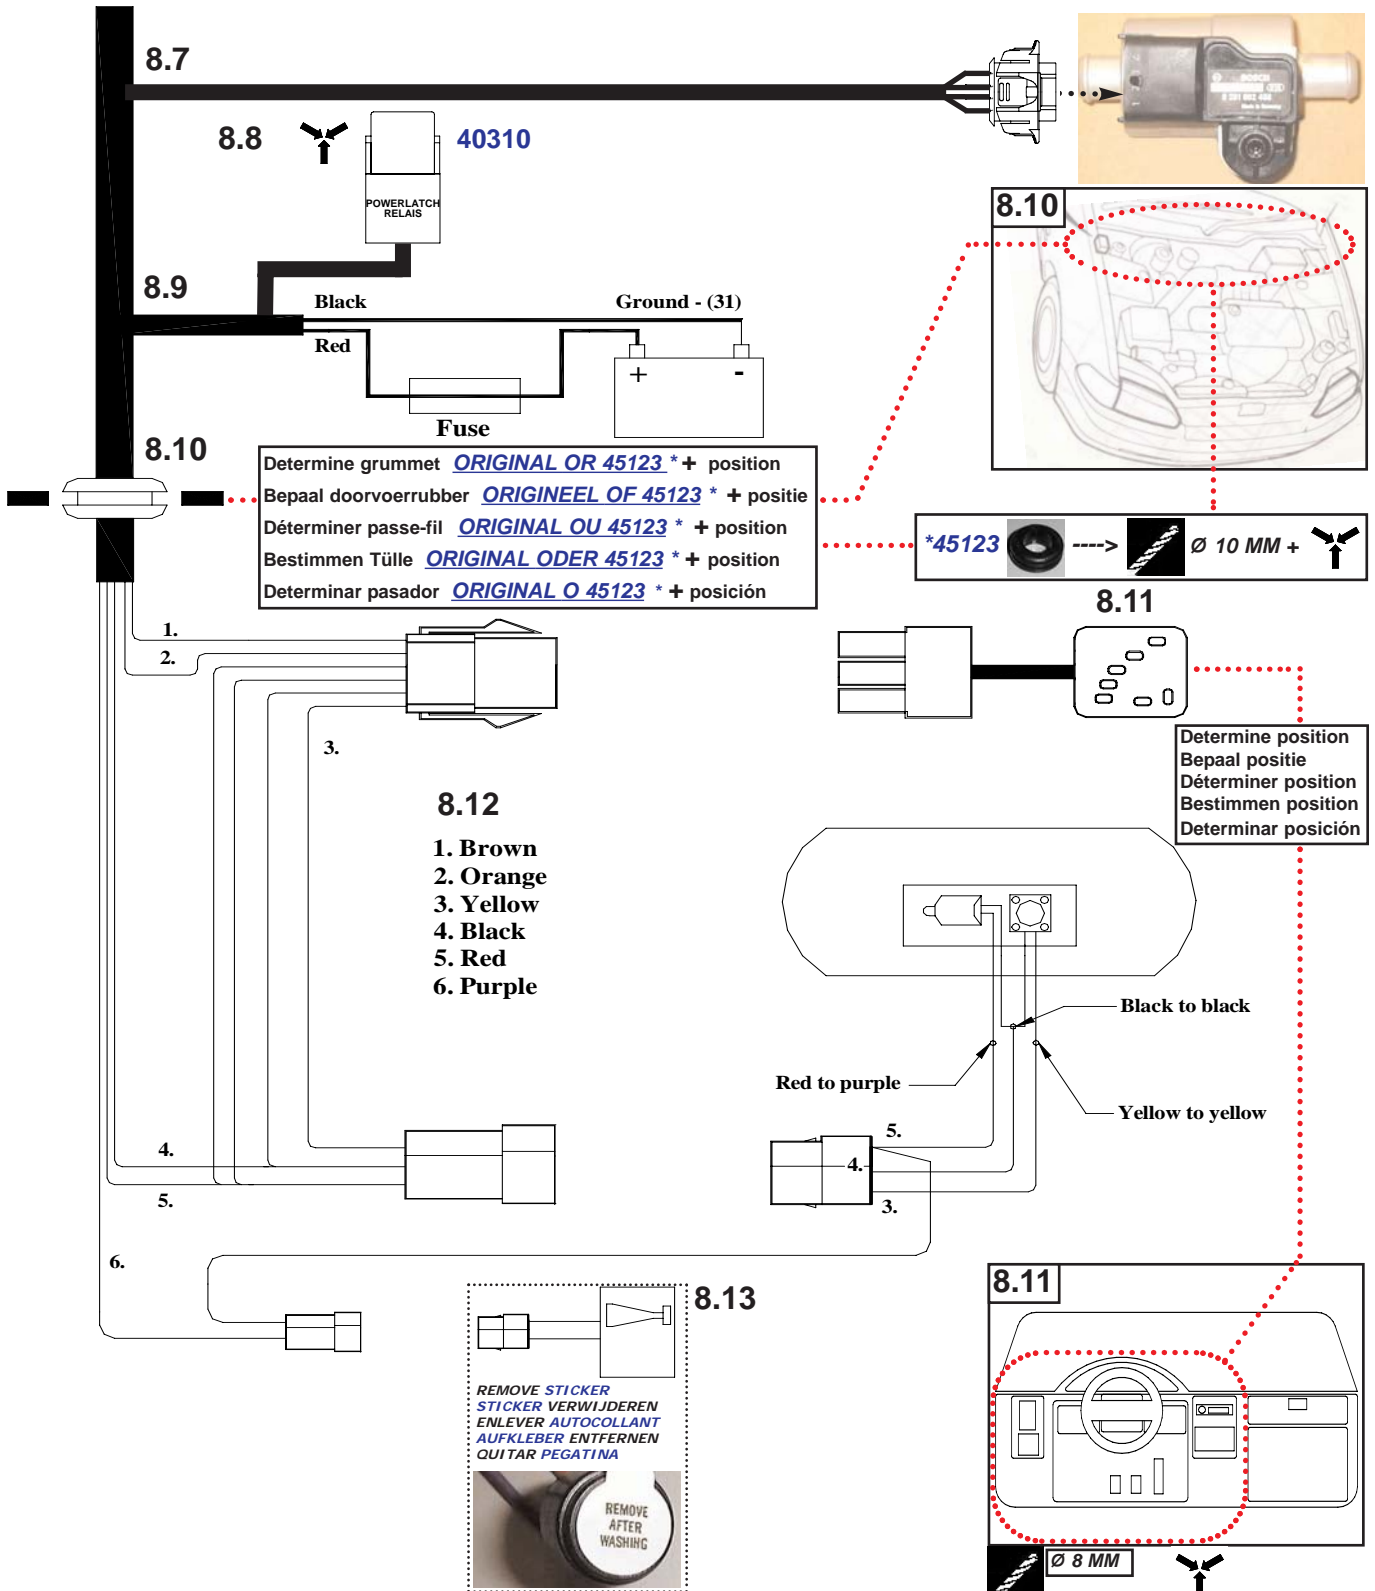 8.7
BOSCH
8.8
40310
POWERLATCH
RELAIS
8.10
8.9
Black
Ground - (31)
Red
+
-
Fuse
8.10
Determine grummet ORIGINAL OR 45123 * + position
Bepaal doorvoerrubber ORIGINEEL OF 45123 * + positie
Déterminer passe-fil ORIGINAL OU 45123 * + position
Bestimmen Tülle ORIGINAL ODER 45123 * + position
Determinar pasador ORIGINAL O 45123 * + posición
*45123 ----> Ø 10 MM +
8.11
1.
2.
3.
Determine position
Bepaal positie
Déterminer position
Bestimmen position
Determinar posición
8.12
1. Brown
2. Orange
3. Yellow
4. Black
5. Red
6. Purple
Black to black
Red to purple
Yellow to yellow
5.
4.
3.
4.
5.
6.
8.13
REMOVE STICKER
STICKER VERWIJDEREN
ENLEVER AUTOCOLLANT
AUFKLEBER ENTFERNEN
QUITAR PEGATINA
REMOVE
AFTER
WASHING
8.11
Ø 8 MM